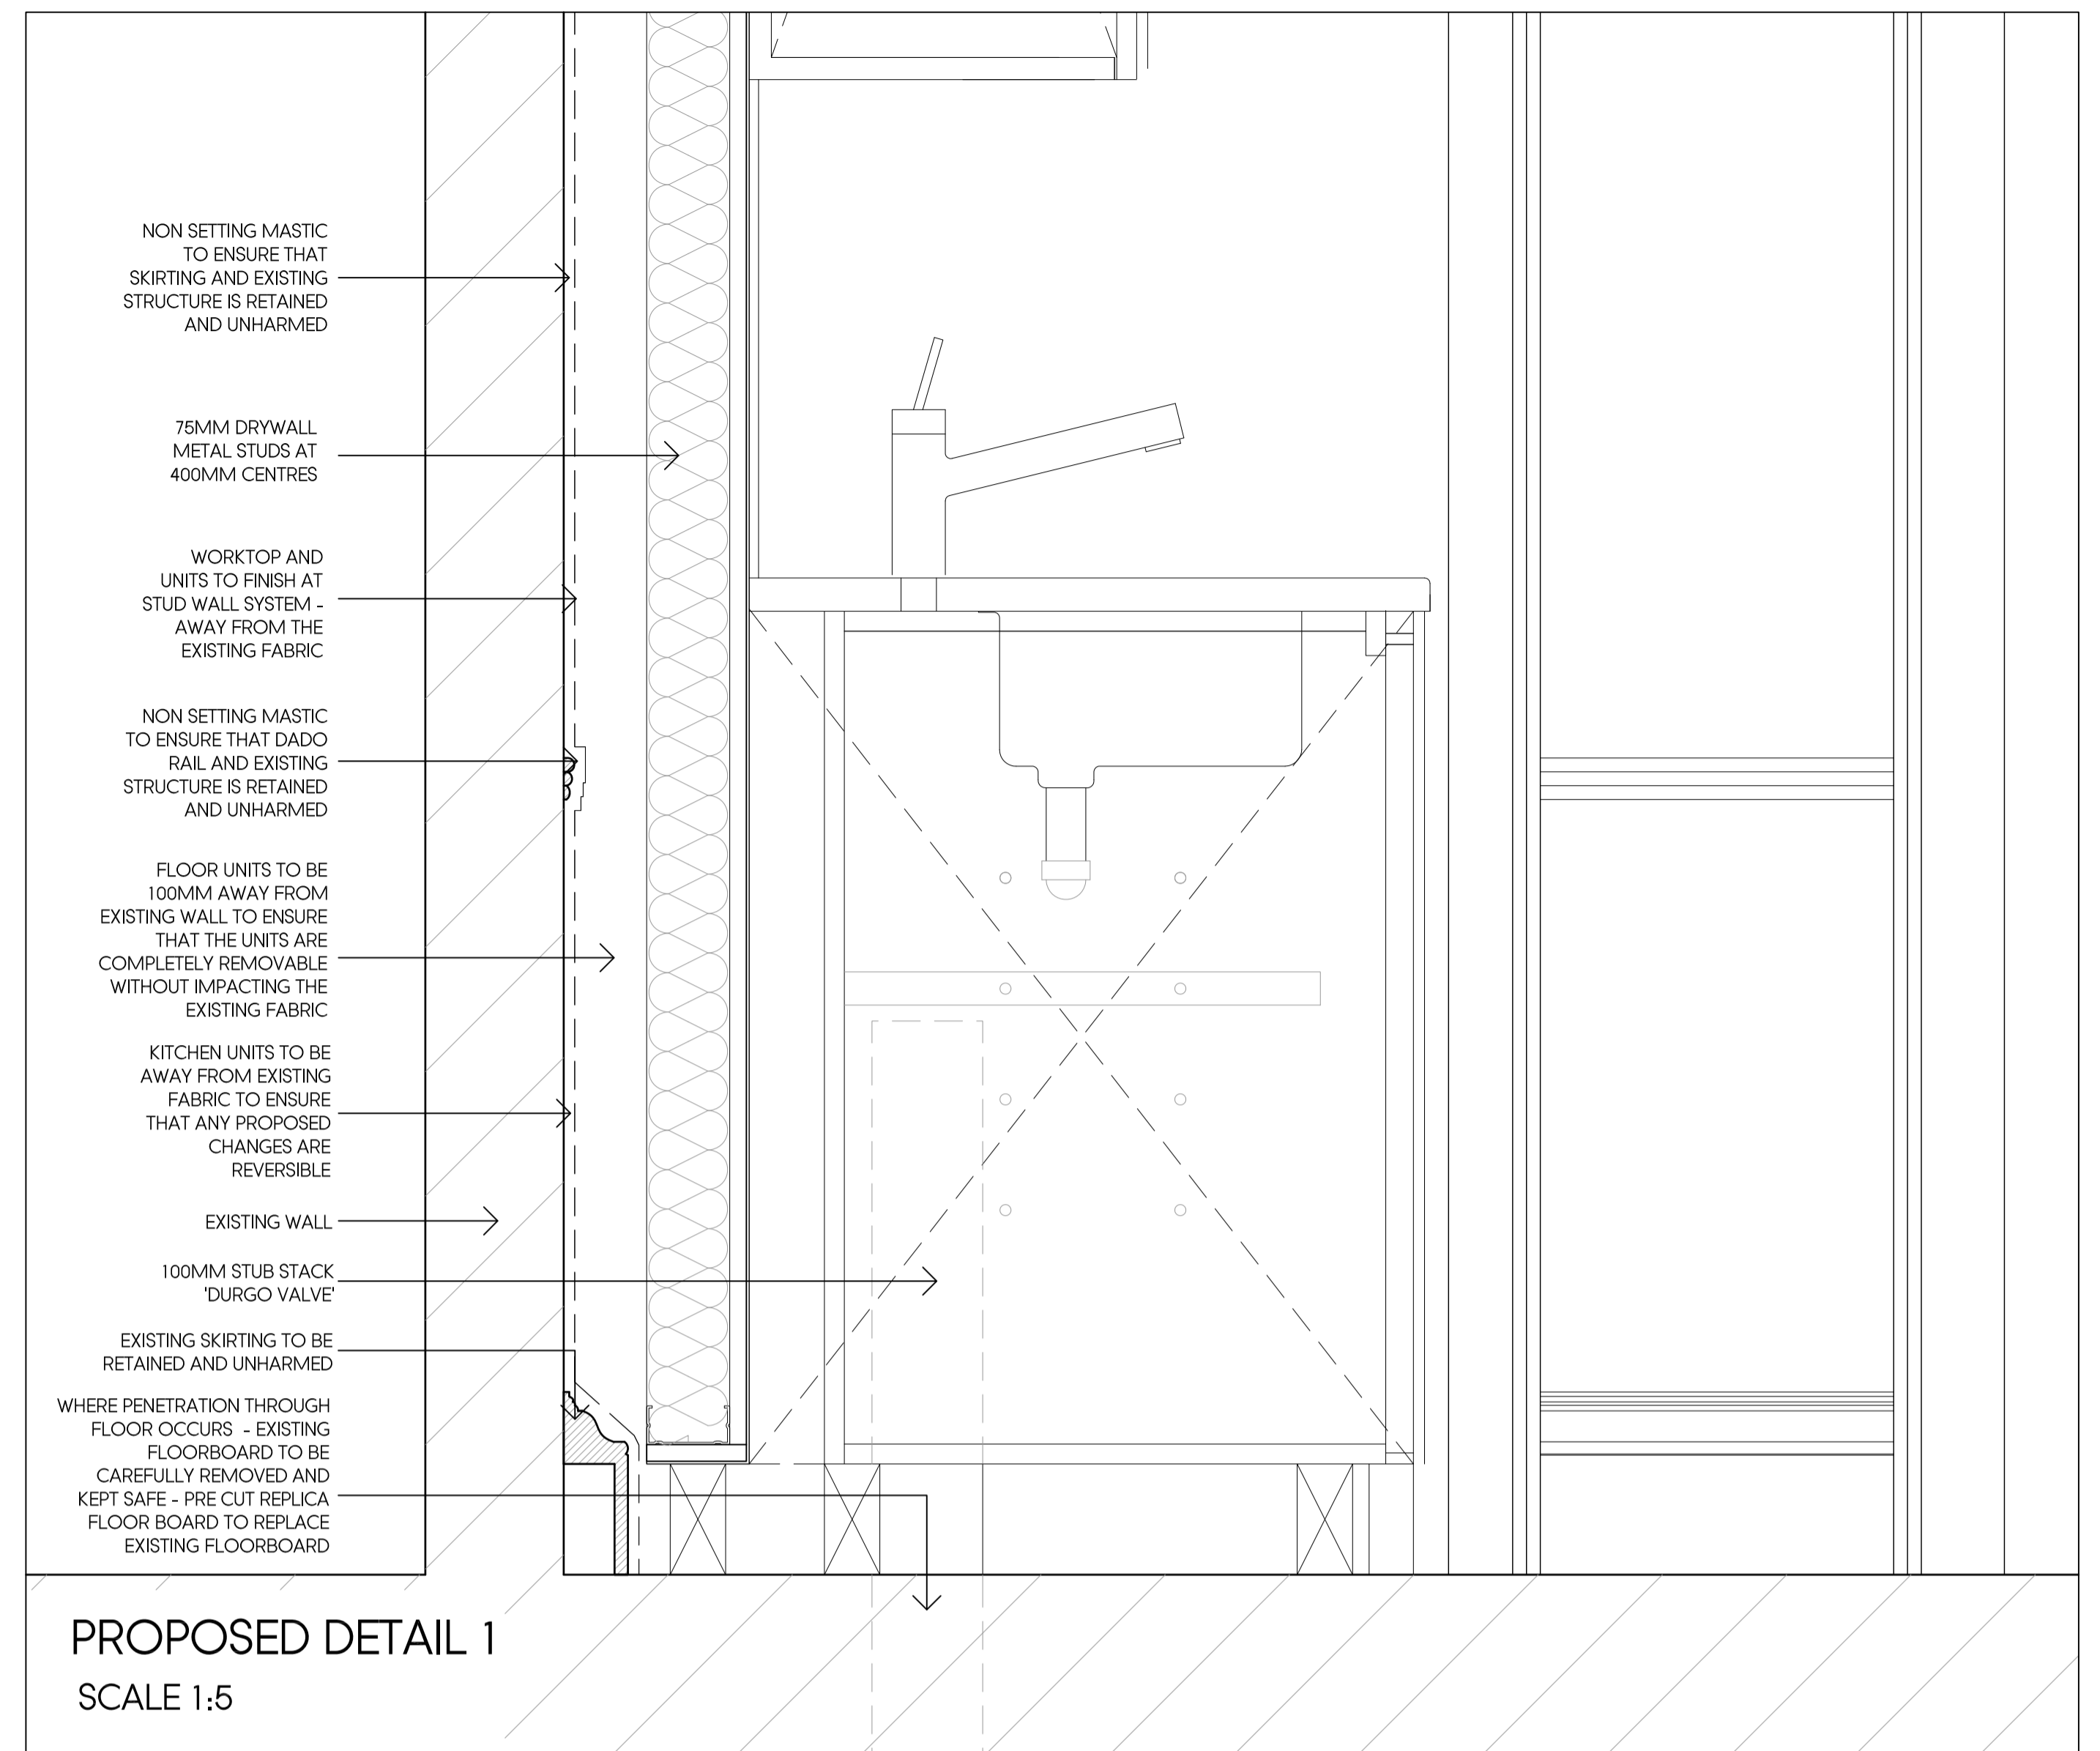 NON SETTING MASTIC
TO ENSURE THAT
SKIRTING AND EXISTING
STRUCTURE IS RETAINED
AND UNHARMED
75MM DRYWALL
METAL STUDS AT
400MM CENTRES
WORKTOP AND
UNITS TO FINISH AT
STUD WALL SYSTEM -
AWAY FROM THE
EXISTING FABRIC
NON SETTING MASTIC
TO ENSURE THAT DADO
RAIL AND EXISTING
STRUCTURE IS RETAINED
AND UNHARMED
FLOOR UNITS TO BE
100MM AWAY FROM
EXISTING WALL TO ENSURE
THAT THE UNITS ARE
COMPLETELY REMOVABLE
WITHOUT IMPACTING THE
EXISTING FABRIC
KITCHEN UNITS TO BE
AWAY FROM EXISTING
FABRIC TO ENSURE
THAT ANY PROPOSED
CHANGES ARE
REVERSIBLE
EXISTING WALL
100MM STUB STACK
'DURGO VALVE'
EXISTING SKIRTING TO BE
RETAINED AND UNHARMED
WHERE PENETRATION THROUGH
FLOOR OCCURS - EXISTING
FLOORBOARD TO BE
CAREFULLY REMOVED AND
KEPT SAFE - PRE CUT REPLICA
FLOOR BOARD TO REPLACE
EXISTING FLOORBOARD
PROPOSED DETAIL 1
SCALE 1:5